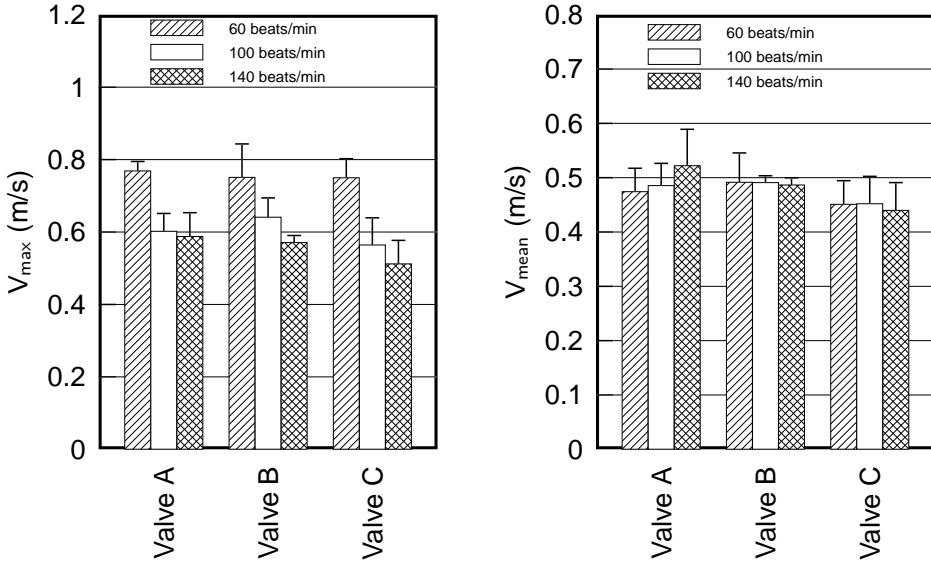 1.2
1
0.8
0.6
0.4
0.2
0
V_max (m/s)
60 beats/min
100 beats/min
140 beats/min
Valve A
Valve B
Valve C
0.8
0.7
0.6
0.5
0.4
0.3
0.2
0.1
0
V_mean (m/s)
60 beats/min
100 beats/min
140 beats/min
Valve A
Valve B
Valve C